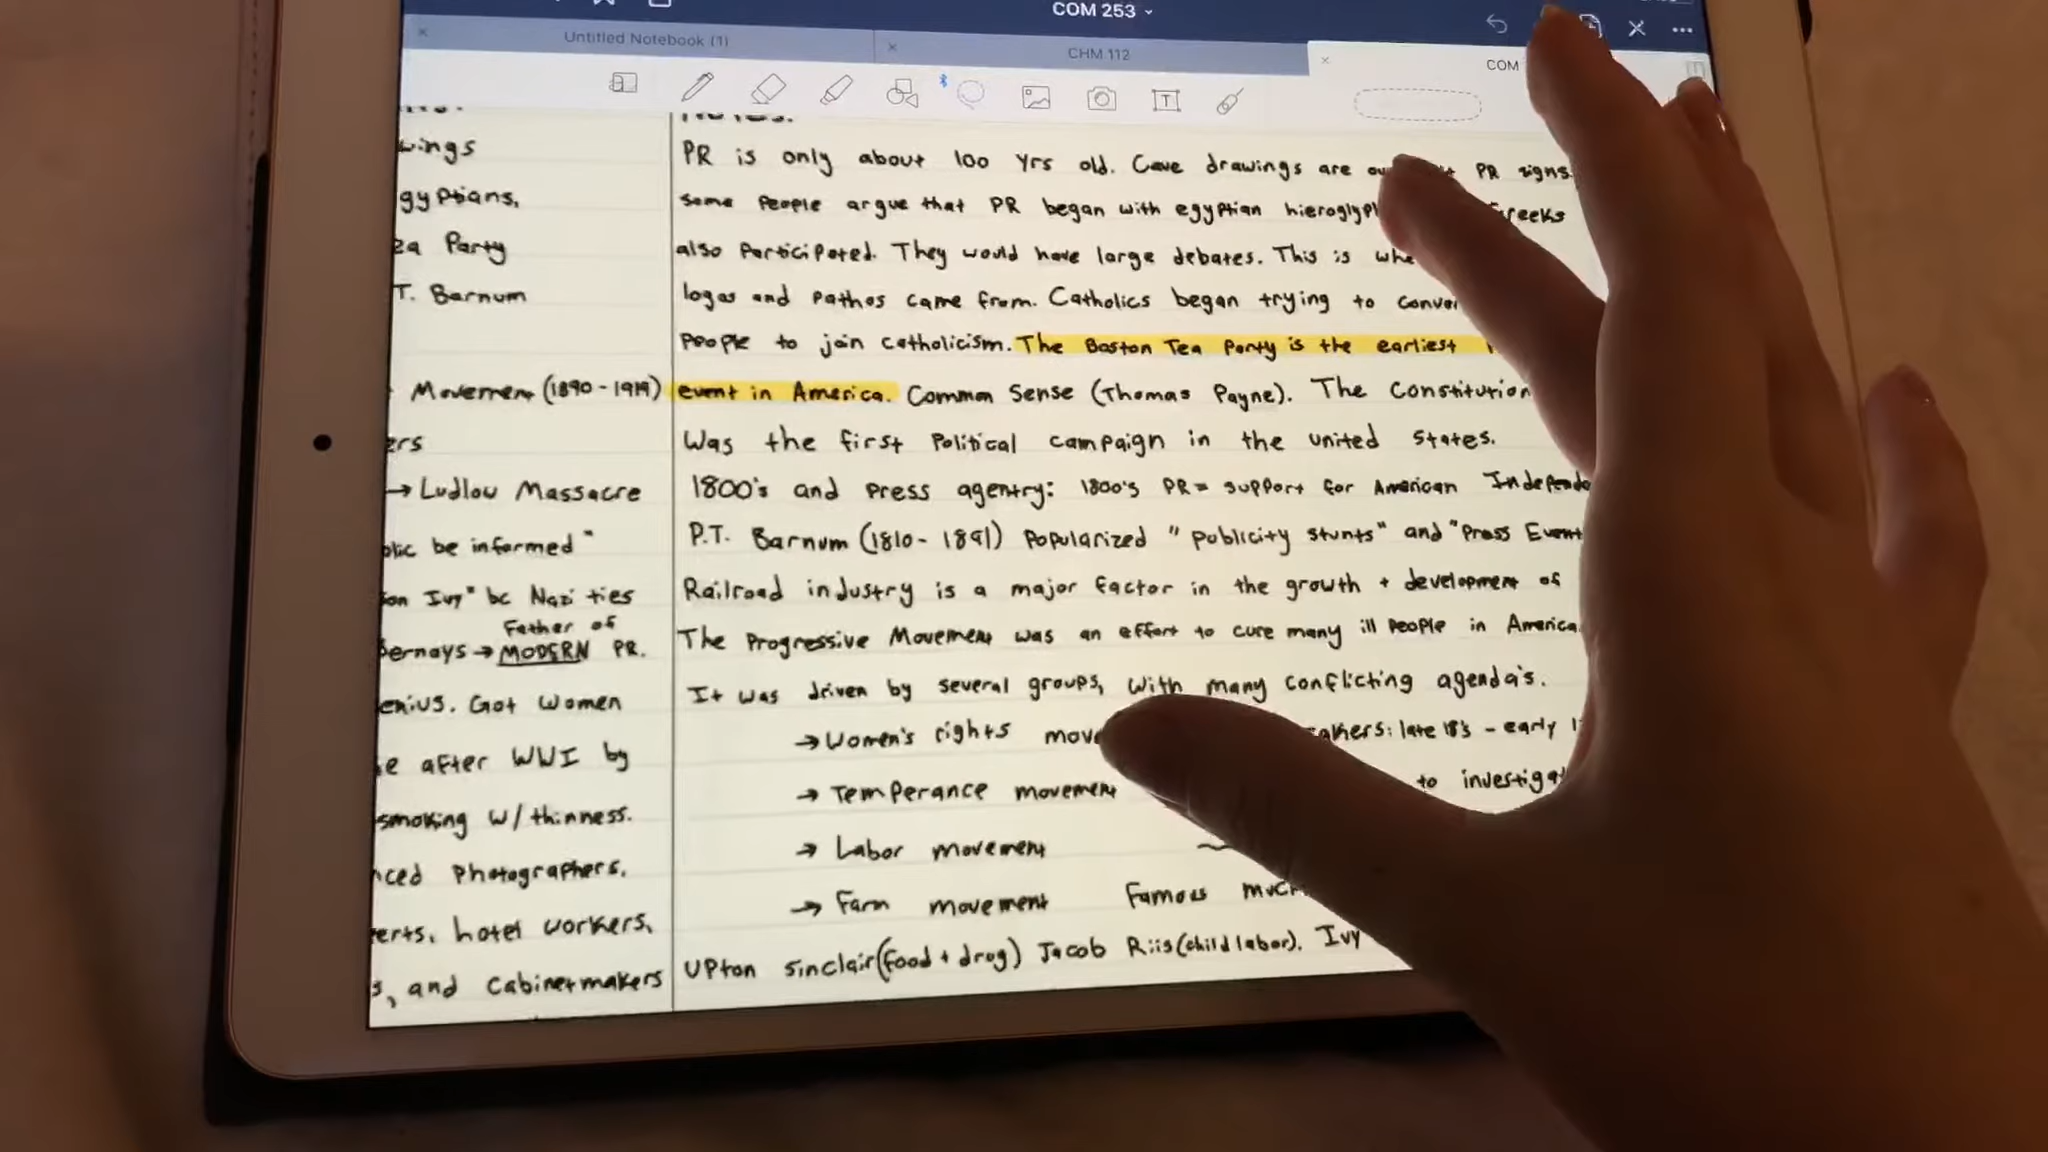 COM 253
Untitled Notebook (1)
CHM 112
COM
T
wings
gyptians,
Party
T. Barnum
Movement (1890-1919)
→ Ludlow Massacre
be informed"
Ivy" bc Nazi ties
Father of
Bernays → MODERN PR.
Got Women
after WWI by
smoking w/ thinness.
photographers,
hotel workers,
and cabinetmakers
Notes:
PR is only about 100 yrs old. Cave drawings are PR signs.
some people argue that PR began with egyptian Greeks
also participated. They would have large debates. This is
logos and pathos came from. Catholics began trying to
people to join catholicism. The Boston Tea Party is the earliest
event in America. Common Sense (Thomas Payne). The Constitution
was the first political campaign in the united states.
1800's and press agentry: 1800's PR = support for American
P.T. Barnum (1810-1891) popularized "publicity stunts" and "Press Event
Railroad industry is a major factor in the growth + development of
The Progressive Movement was an effort to cure many ill people in America.
It was driven by several groups, with many conflicting agenda's.
→ Women's rights late 18's - early
→ Temperance movement to
→ Labor movement
→ Farm movement Famous
Upton Sinclair (food + drug) Jacob Riis (child labor). Ivy